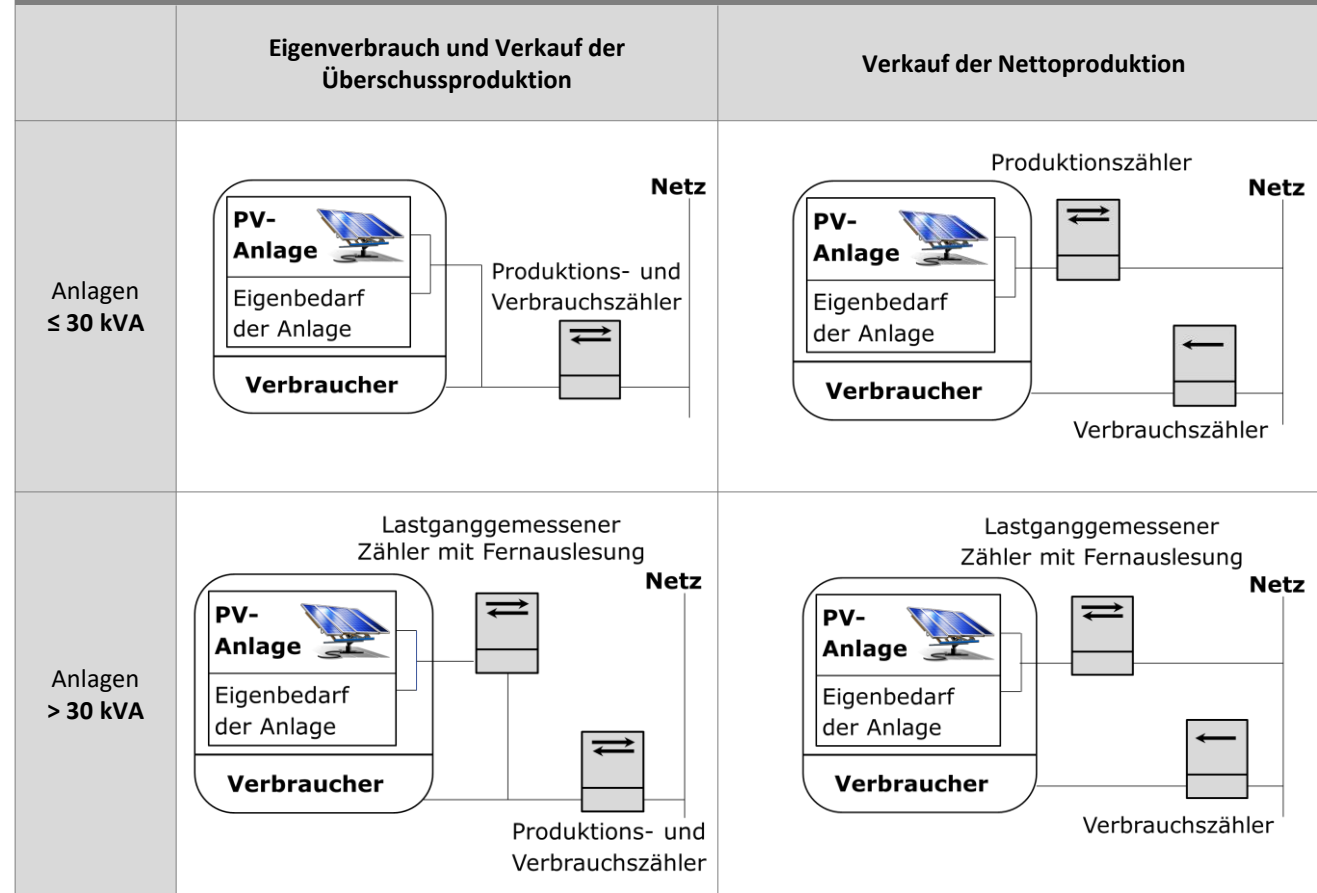 Eigenverbrauch und Verkauf der
Überschussproduktion
Verkauf der Nettoproduktion
Anlagen
≤ 30 kVA
Netz
PV-
Anlage
Produktions- und
Verbrauchszähler
Eigenbedarf
der Anlage
Verbraucher
Produktionszähler
Netz
PV-
Anlage
Eigenbedarf
der Anlage
Verbraucher
Verbrauchszähler
Anlagen
> 30 kVA
Lastganggemessener
Zähler mit Fernauslesung
Netz
PV-
Anlage
Eigenbedarf
der Anlage
Verbraucher
Produktions- und
Verbrauchszähler
Lastganggemessener
Zähler mit Fernauslesung
Netz
PV-
Anlage
Eigenbedarf
der Anlage
Verbraucher
Verbrauchszähler